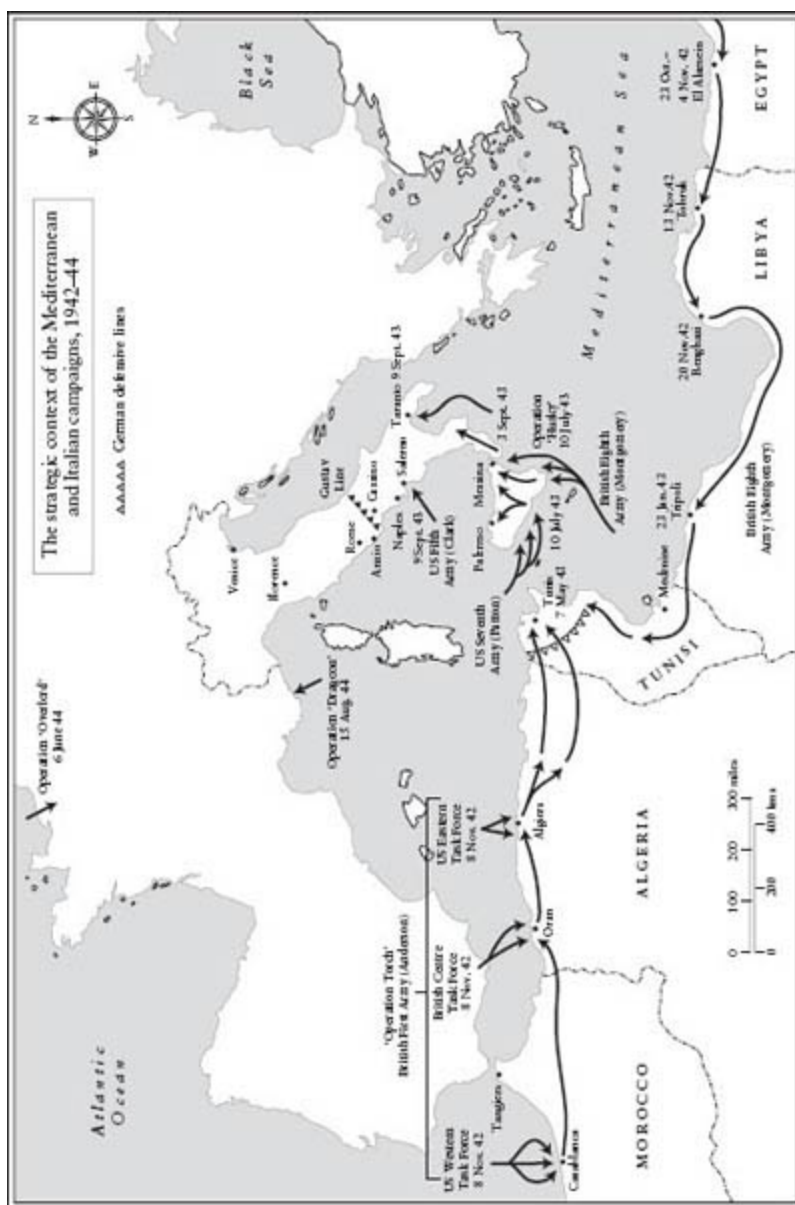 The strategic context of the Mediterranean
and Italian campaigns, 1942–44
German defensive lines
N
E
S
W
Black
Sea
Atlantic
Ocean
Operation 'Overlord'
6 June 44
Operation 'Dragoon'
15 Aug. 44
Venice
Florence
Gustav
Line
Rome
Cassino
Anzio
Naples
Salerno
9 Sept. 43
US Fifth
Army (Clark)
Taranto 9 Sept. 43
3 Sept. 43
Messina
Palermo
Operation
'Husky'
10 July 43
10 July 43
US Seventh
Army (Patton)
British Eighth
Army (Montgomery)
Mediterranean Sea
'Operation Torch'
British First Army (Anderson)
US Western
Task Force
8 Nov. 42
British Centre
Task Force
8 Nov. 42
US Eastern
Task Force
8 Nov. 42
Tangiers
Casablanca
Oran
Algiers
Tunis
7 May 43
Medenine
23 Jan. 43
Tripoli
British Eighth
Army (Montgomery)
20 Nov. 42
Benghazi
13 Nov. 42
Tobruk
23 Oct.–
4 Nov. 42
El Alamein
MOROCCO
ALGERIA
TUNISI
LIBYA
EGYPT
0 100 200 300 miles
0 200 400 kms